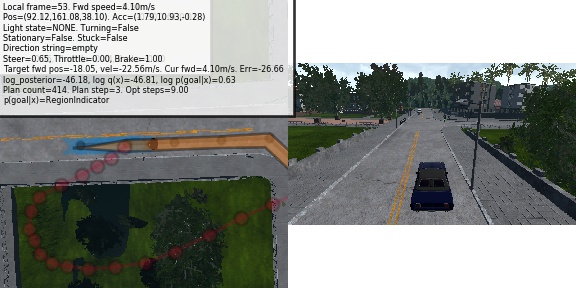 Local frame=53. Fwd speed=4.10m/s
Pos=(92.12,161.08,38.10). Acc=(1.79,10.93,-0.28)
Light state=NONE. Turning=False
Stationary=False. Stuck=False
Direction string=empty
Steer=0.65, Throttle=0.00, Brake=1.00
Target fwd pos=-18.05, vel=-22.56m/s. Cur fwd=4.10m/s. Err=-26.66
log_posterior=-46.18, log q(x)=-46.81, log p(goal|x)=0.63
Plan count=414. Plan step=3. Opt steps=9.00
p(goal|x)=RegionIndicator